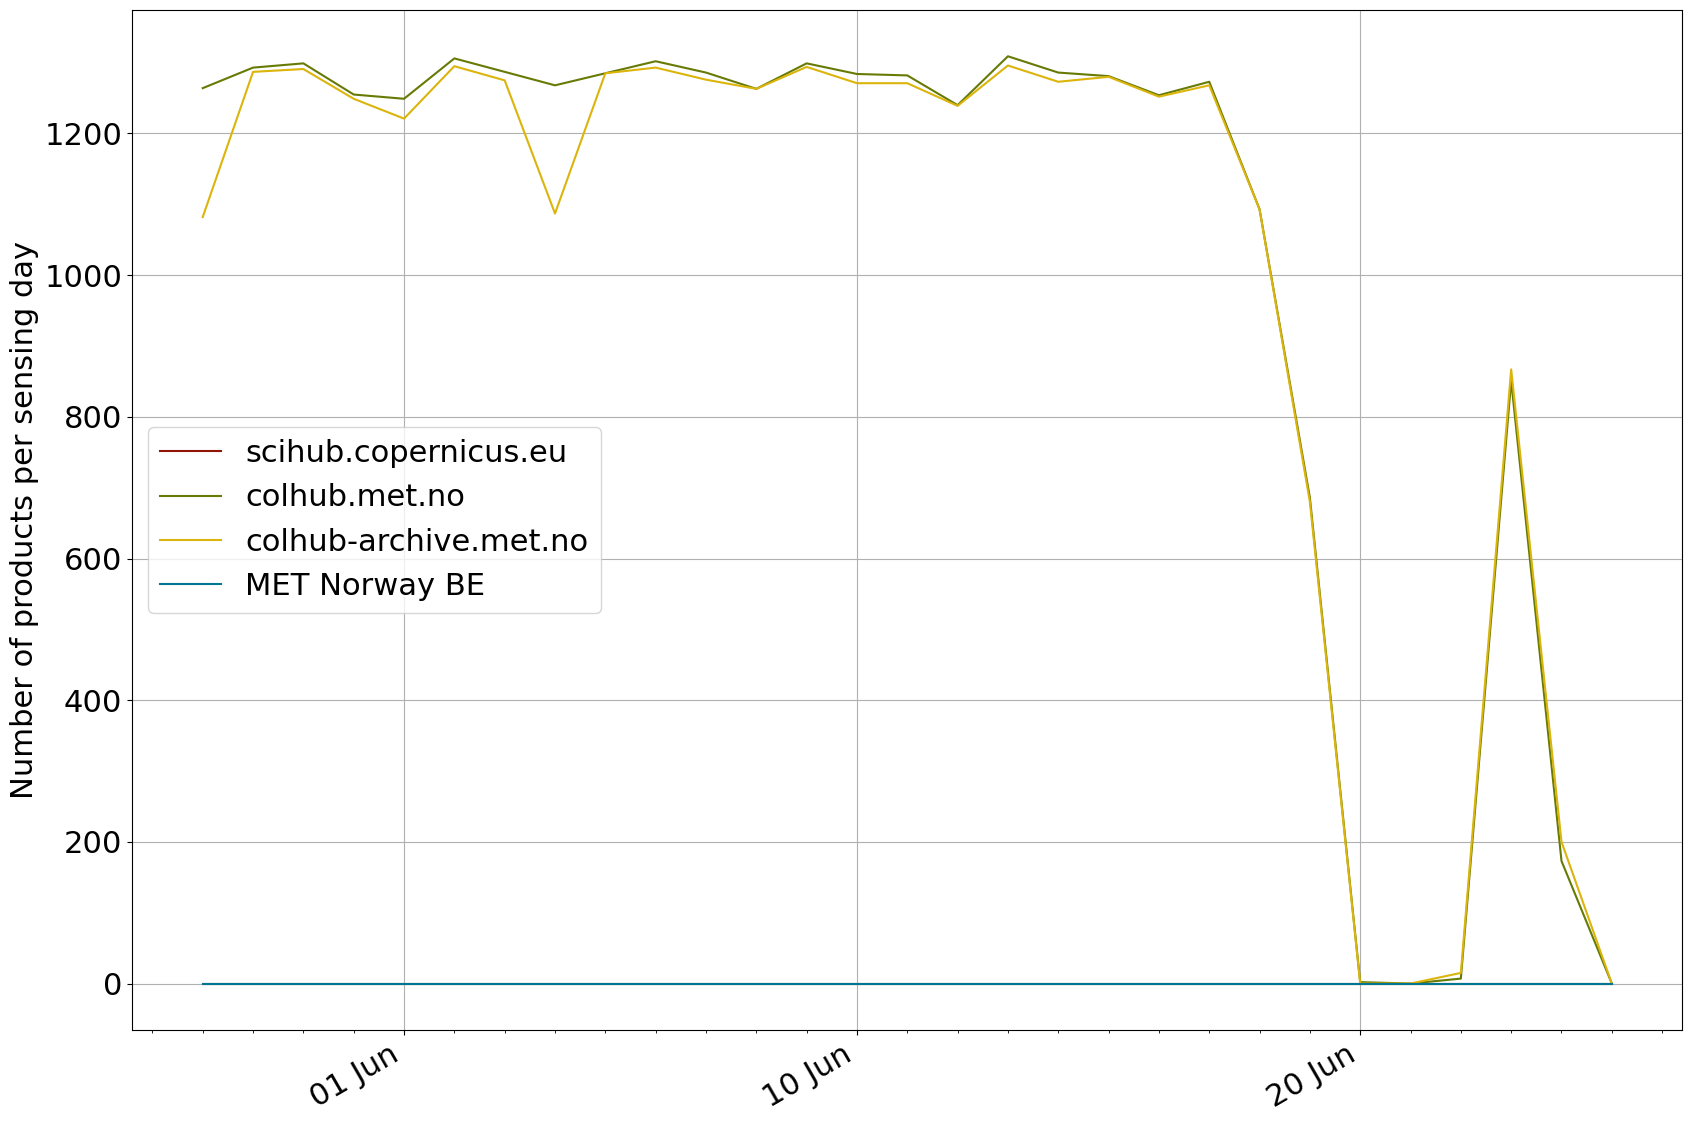 Number of products per sensing day
1200
1000
800
600
400
200
0
scihub.copernicus.eu
colhub.met.no
colhub-archive.met.no
MET Norway BE
01 Jun
10 Jun
20 Jun